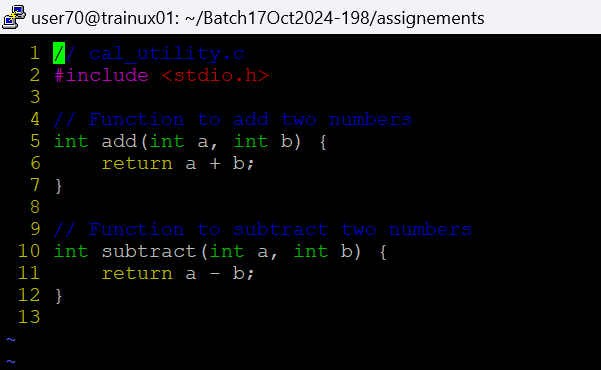 user70@trainux01: ~/Batch17Oct2024-198/assignements
1 // cal_utility.c
2 #include <stdio.h>
3
4 // Function to add two numbers
5 int add(int a, int b) {
6     return a + b;
7 }
8
9 // Function to subtract two numbers
10 int subtract(int a, int b) {
11     return a - b;
12 }
13
~
~